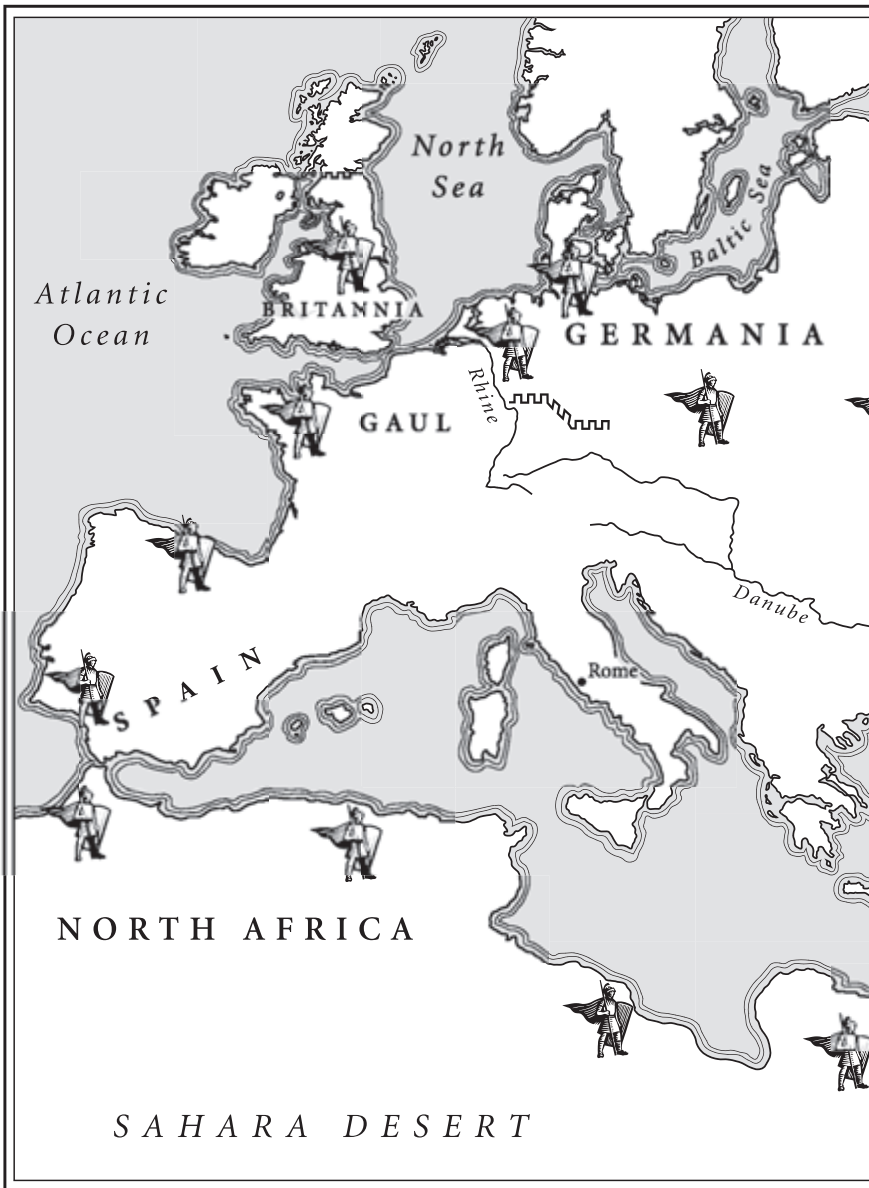 North
Sea
Baltic Sea
Atlantic
Ocean
BRITANNIA
GERMANIA
Rhine
GAUL
Danube
Rome
SPAIN
NORTH AFRICA
SAHARA DESERT